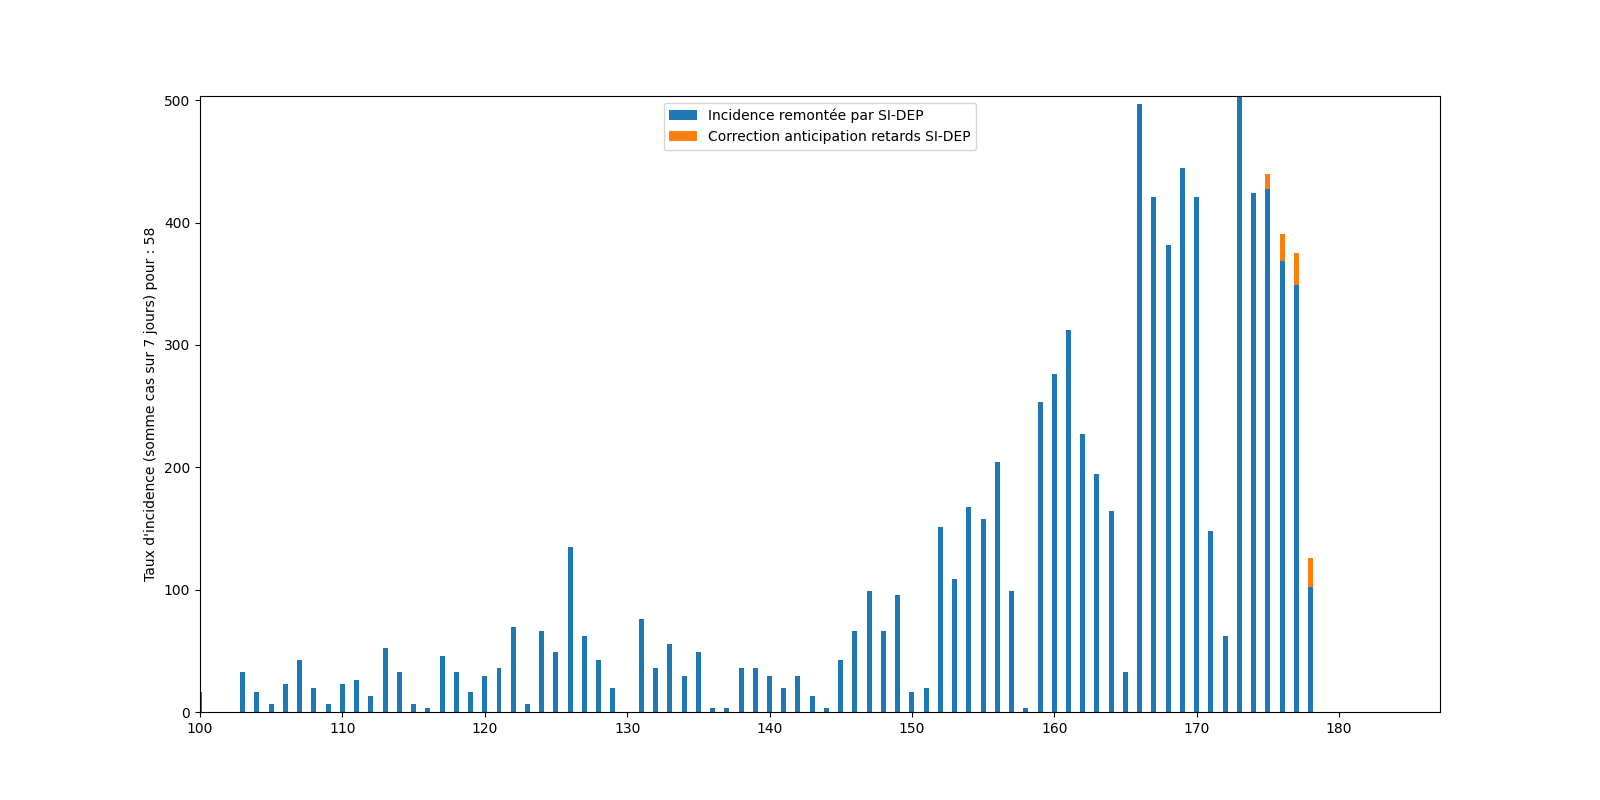 Incidence remontée par SI-DEP
Correction anticipation retards SI-DEP
Taux d'incidence (somme cas sur 7 jours) pour : 58
500
400
300
200
100
0
100 110 120 130 140 150 160 170 180